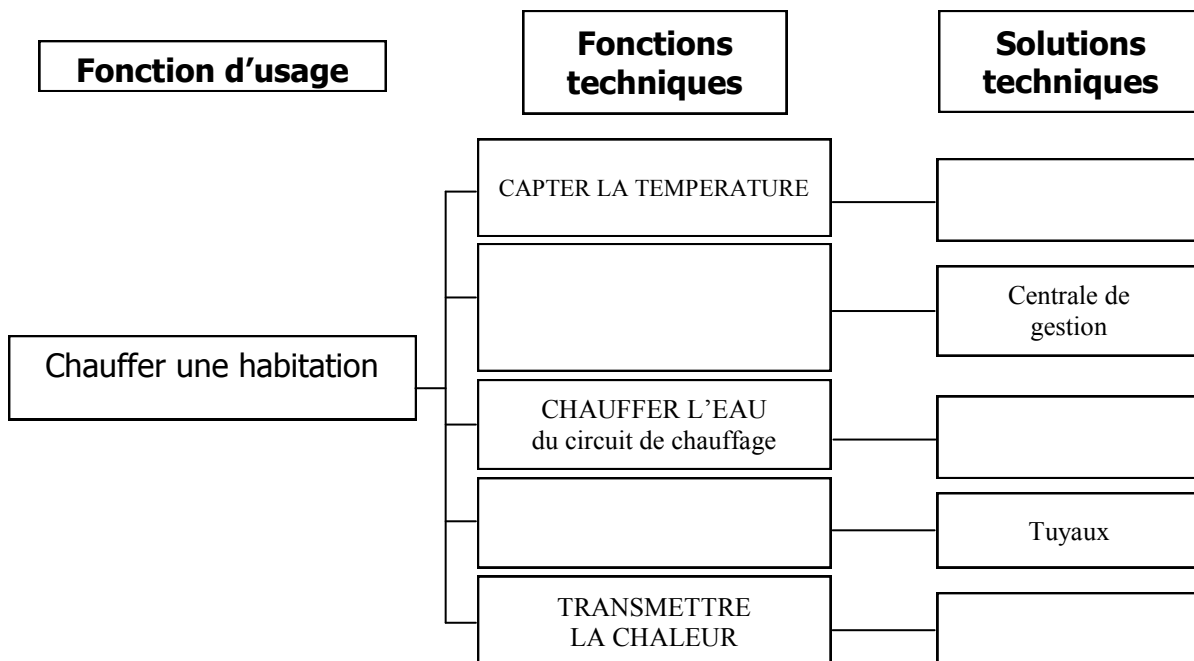 Fonction d'usage
Fonctions
techniques
Solutions
techniques
CAPTER LA TEMPERATURE
Centrale de
gestion
Chauffer une habitation
CHAUFFER L'EAU
du circuit de chauffage
Tuyaux
TRANSMETTRE
LA CHALEUR